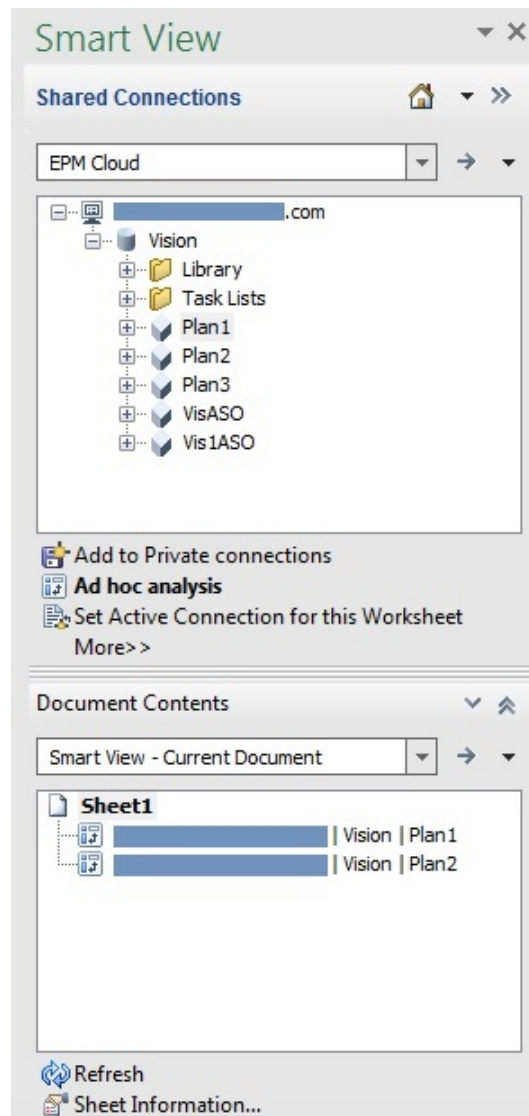 Smart View
Shared Connections
EPM Cloud
.com
Vision
Library
Task Lists
Plan1
Plan2
Plan3
VisASO
Vis1ASO
Add to Private connections
Ad hoc analysis
Set Active Connection for this Worksheet
More>>
Document Contents
Smart View - Current Document
Sheet1
| Vision | Plan1
| Vision | Plan2
Refresh
Sheet Information...